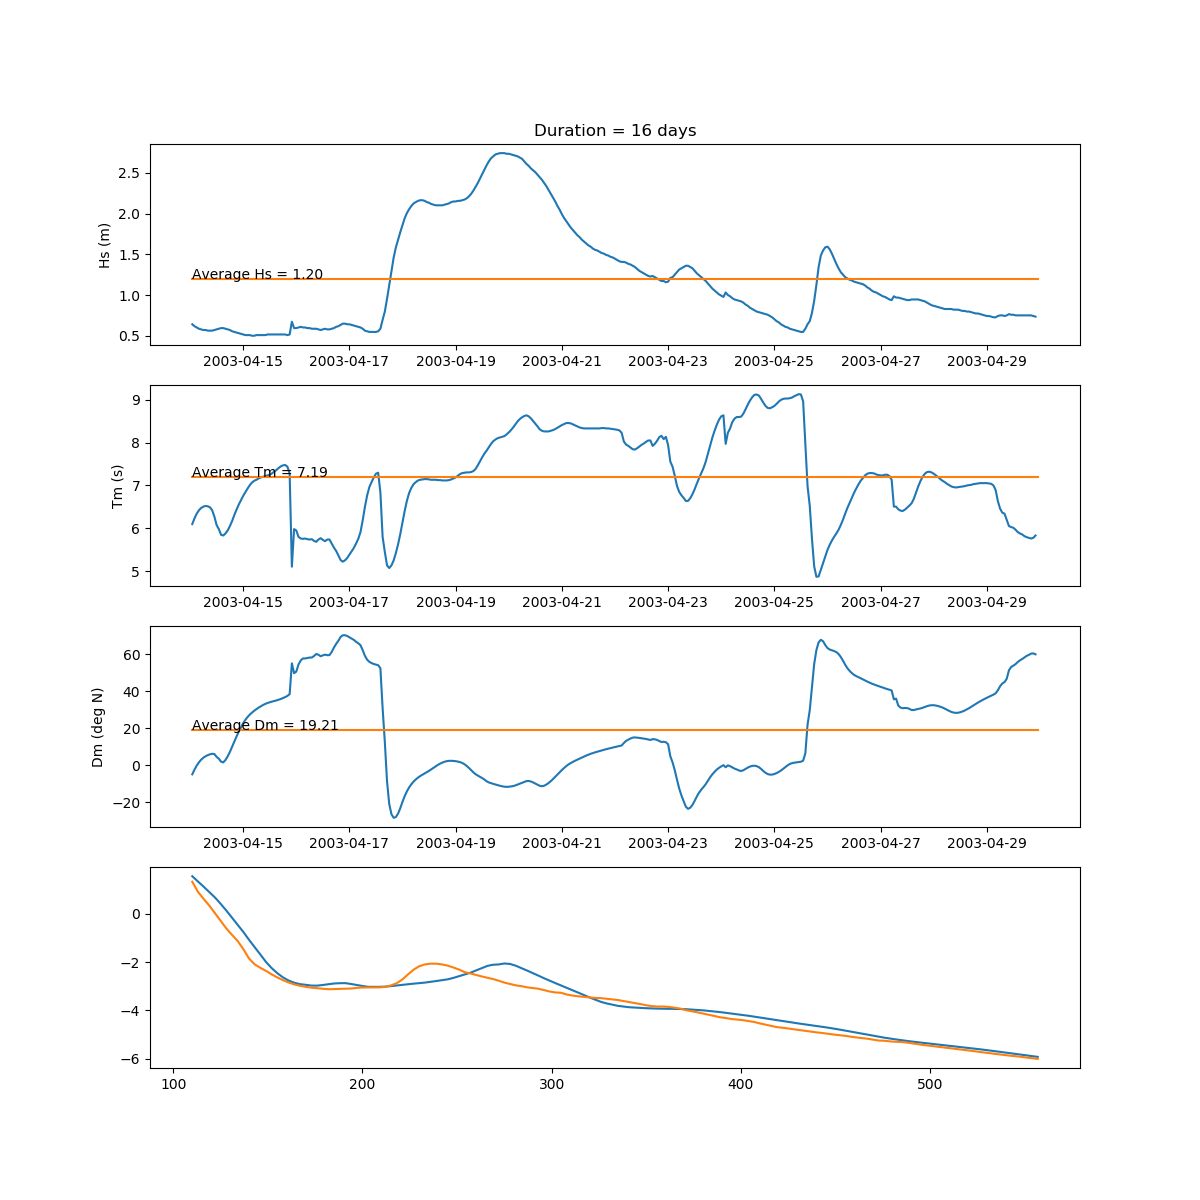 Duration = 16 days
2.5
2.0
1.5
1.0
0.5
Hs (m)
Average Hs = 1.20
2003-04-15 2003-04-17 2003-04-19 2003-04-21 2003-04-23 2003-04-25 2003-04-27 2003-04-29
9
8
7
6
5
Tm (s)
Average Tm = 7.19
2003-04-15 2003-04-17 2003-04-19 2003-04-21 2003-04-23 2003-04-25 2003-04-27 2003-04-29
60
40
20
0
−20
Dm (deg N)
Average Dm = 19.21
2003-04-15 2003-04-17 2003-04-19 2003-04-21 2003-04-23 2003-04-25 2003-04-27 2003-04-29
0
−2
−4
−6
100 200 300 400 500